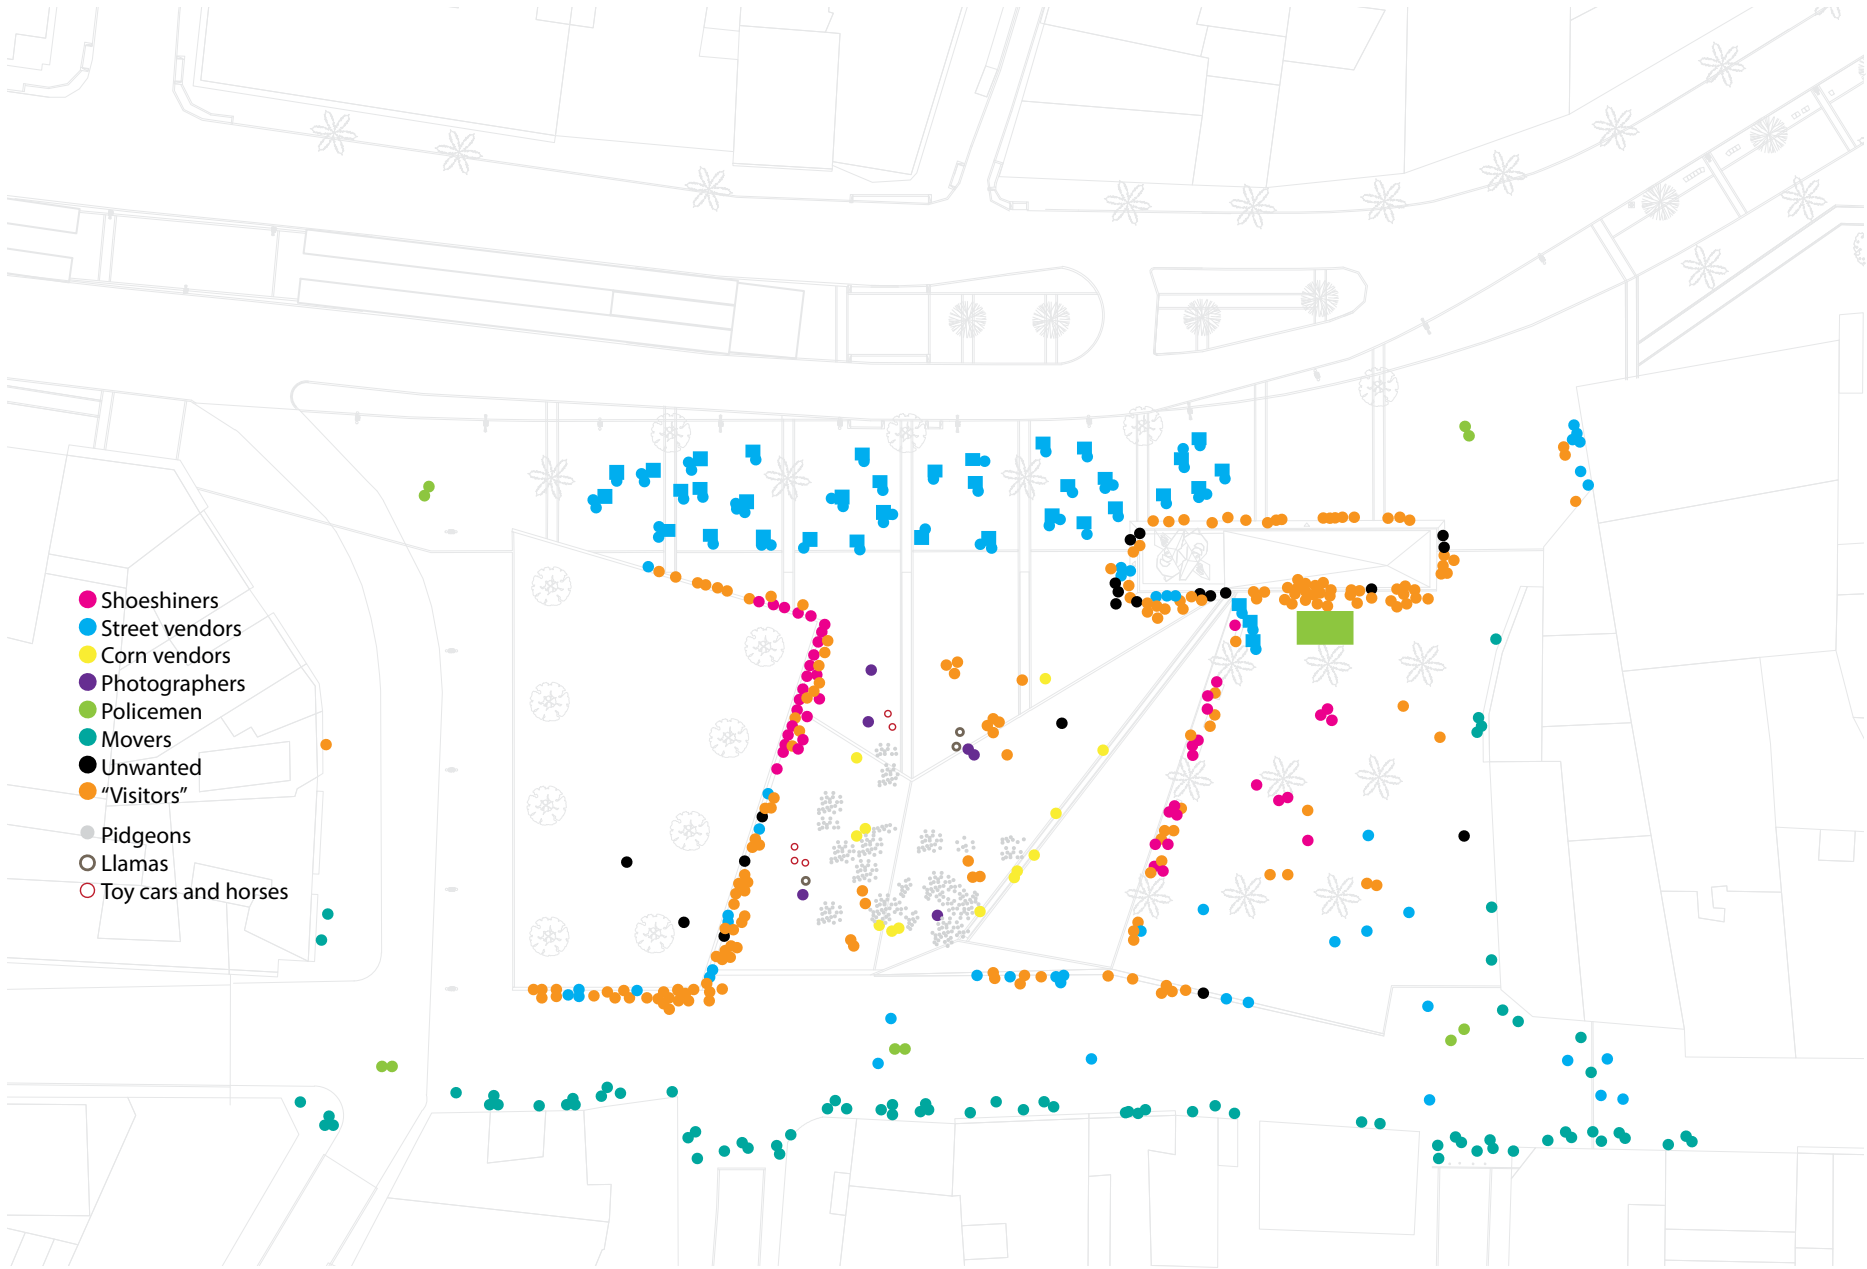 Shoeshiners
Street vendors
Corn vendors
Photographers
Policemen
Movers
Unwanted
“Visitors”
Pidgeons
Llamas
Toy cars and horses